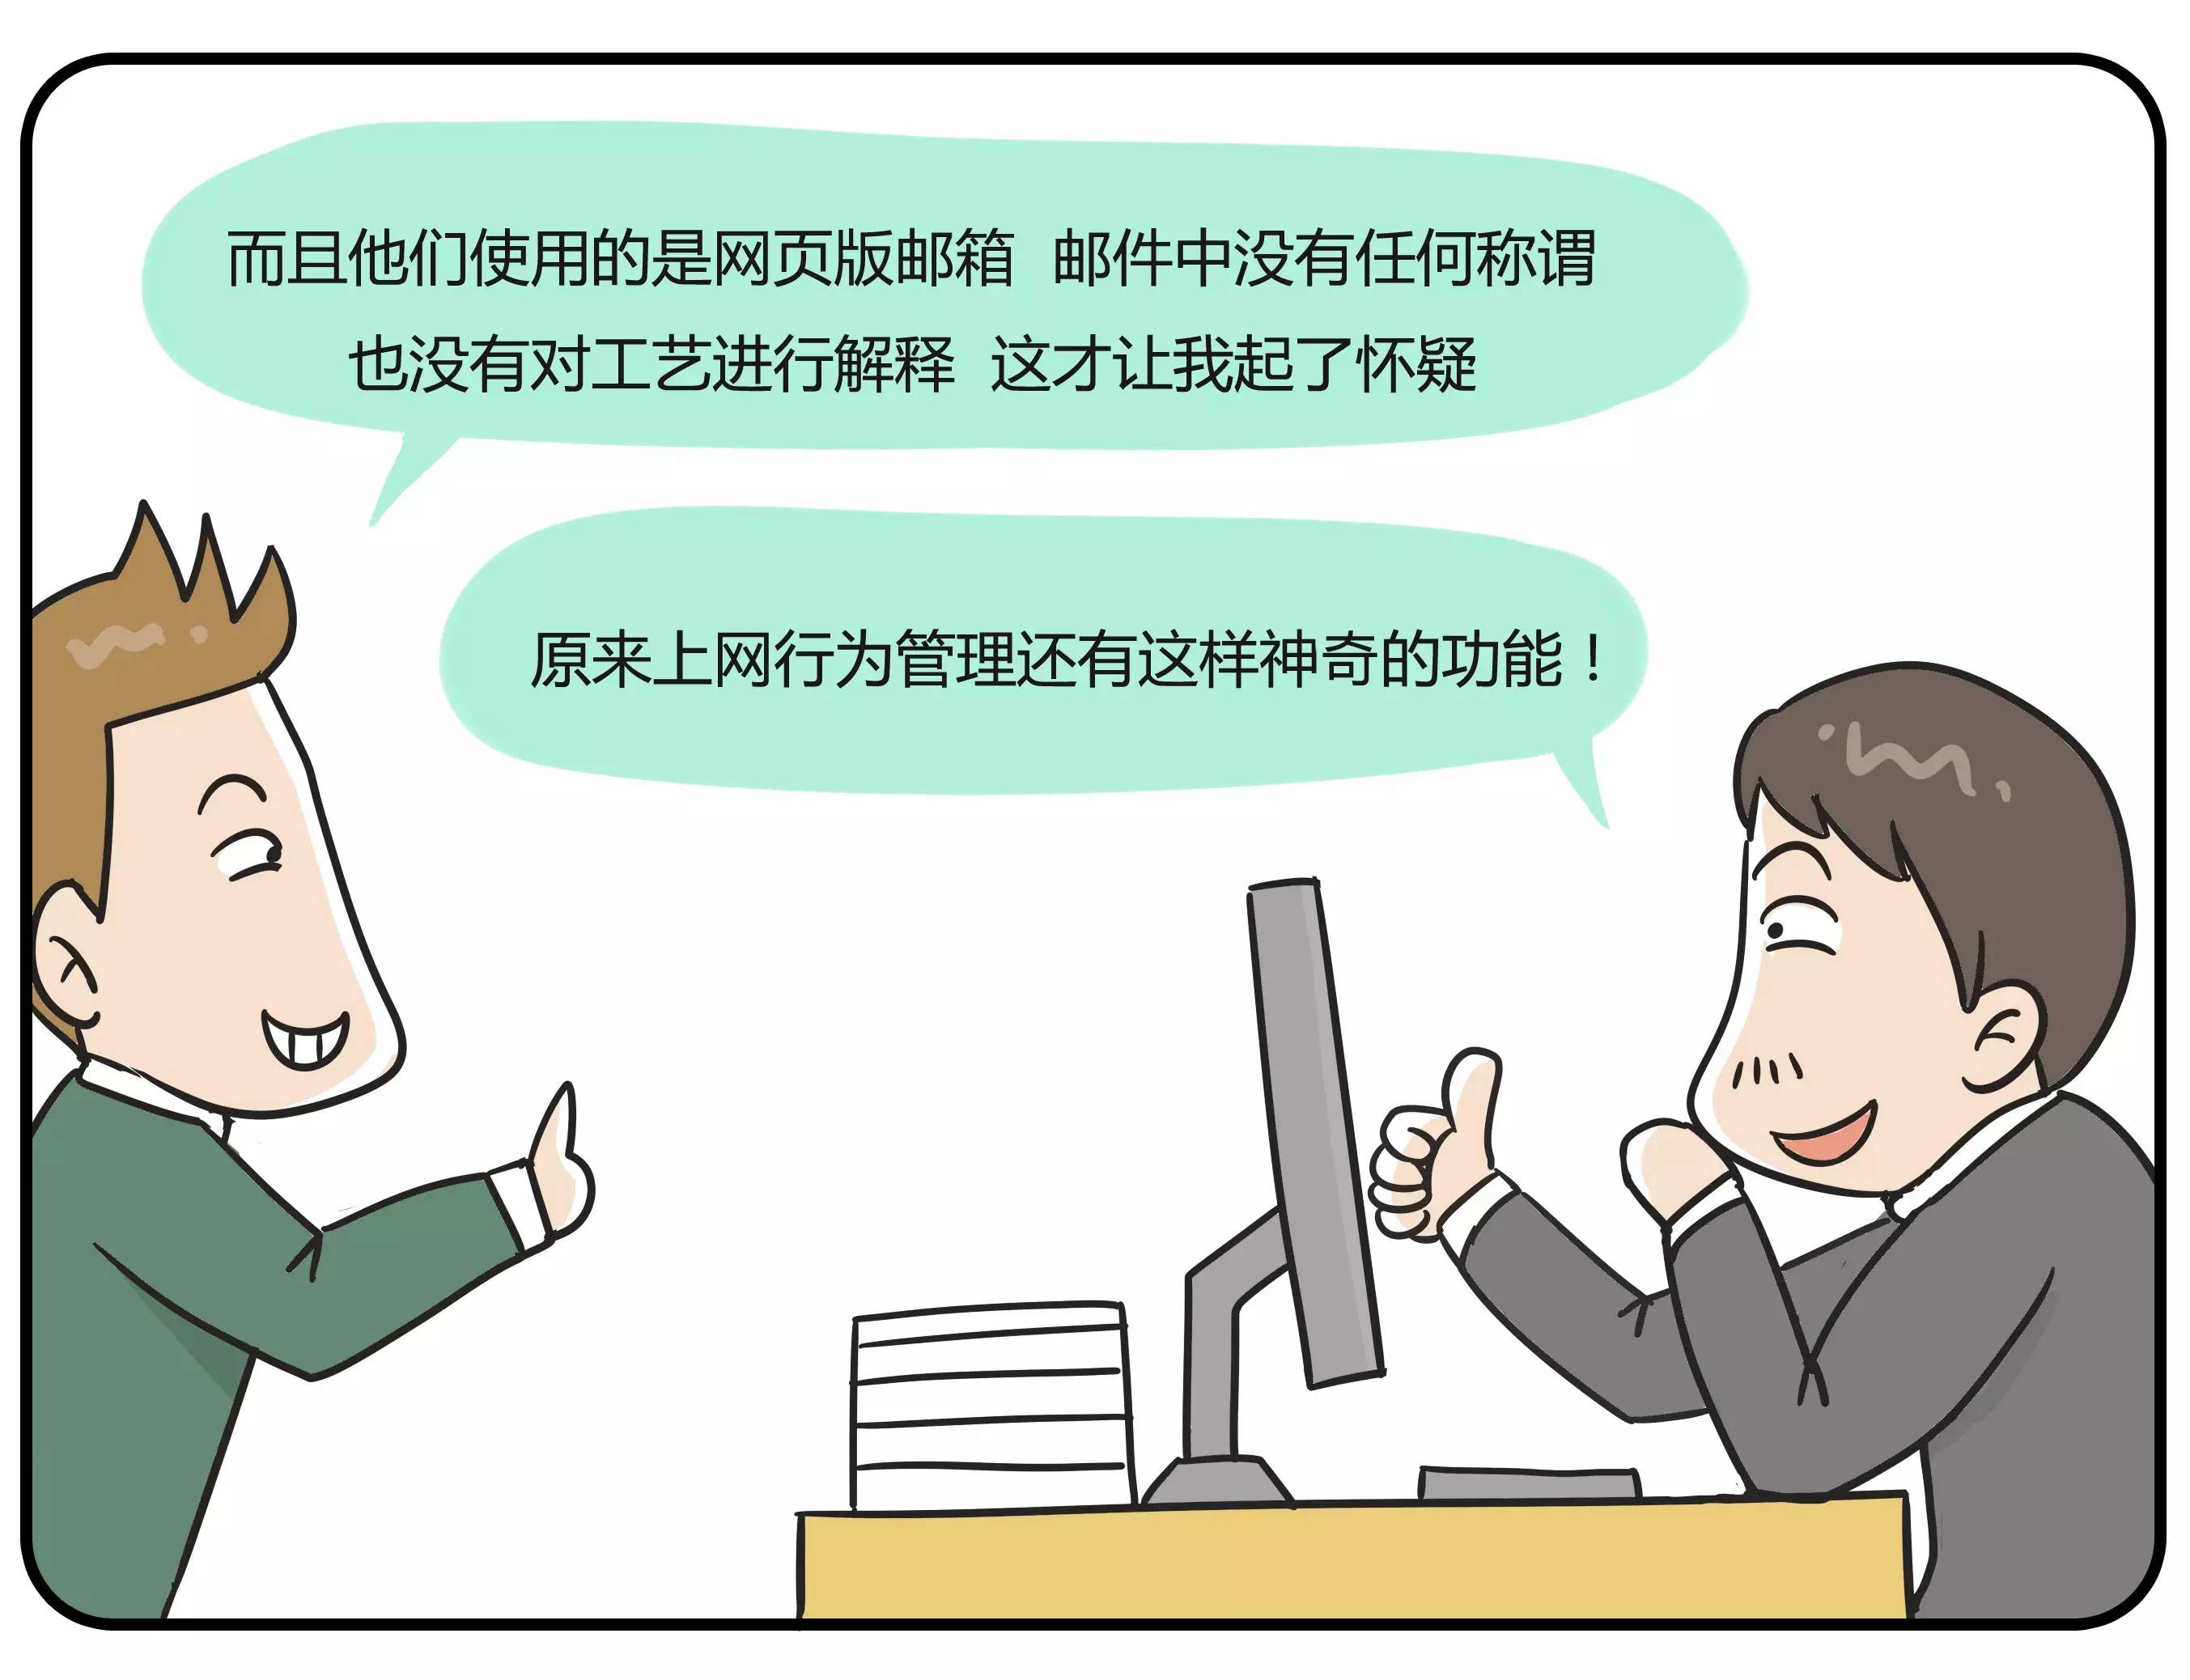 而且他们使用的是网页版邮箱 邮件中没有任何称谓
也没有对工艺进行解释 这才让我起了怀疑
原来上网行为管理还有这样神奇的功能！